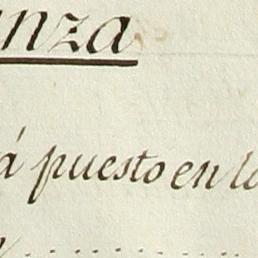 nza
á puesto en l